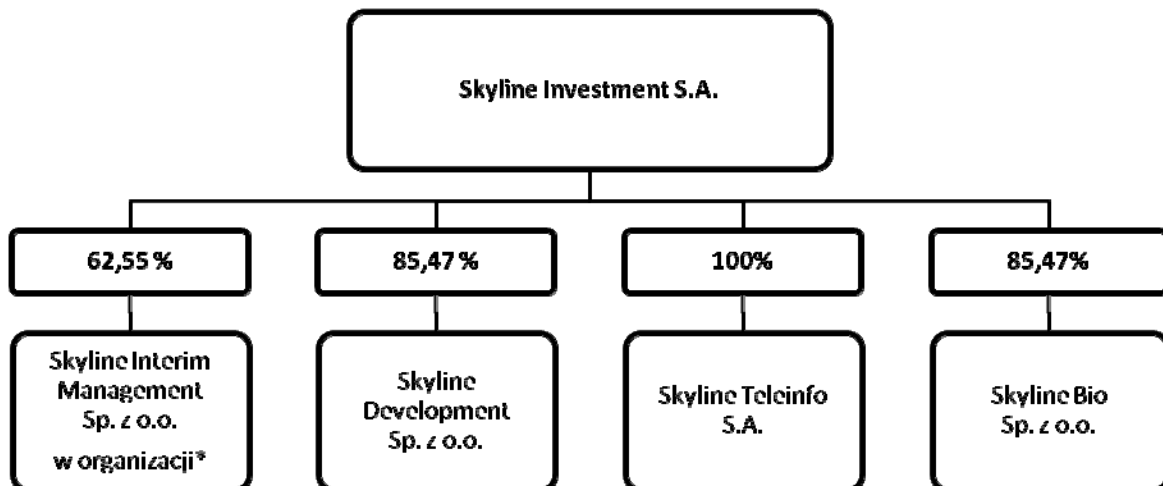 Skyline Investment S.A.
62,55 %
85,47 %
100%
85,47%
Skyline Interim
Management
Sp. z o.o.
w organizacji*
Skyline
Development
Sp. z o.o.
Skyline Teleinfo
S.A.
Skyline Bio
Sp. z o.o.